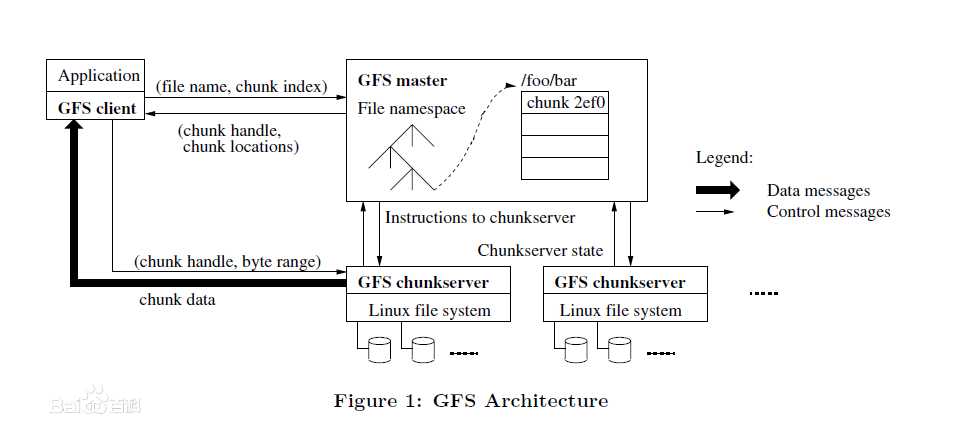 Application
GFS client
(file name, chunk index)
(chunk handle,
chunk locations)
GFS master
File namespace
/foo/bar
chunk 2ef0
Legend:
Data messages
Control messages
Instructions to chunkserver
Chunkserver state
(chunk handle, byte range)
chunk data
GFS chunkserver
Linux file system
GFS chunkserver
Linux file system
Figure 1: GFS Architecture
Bai百科